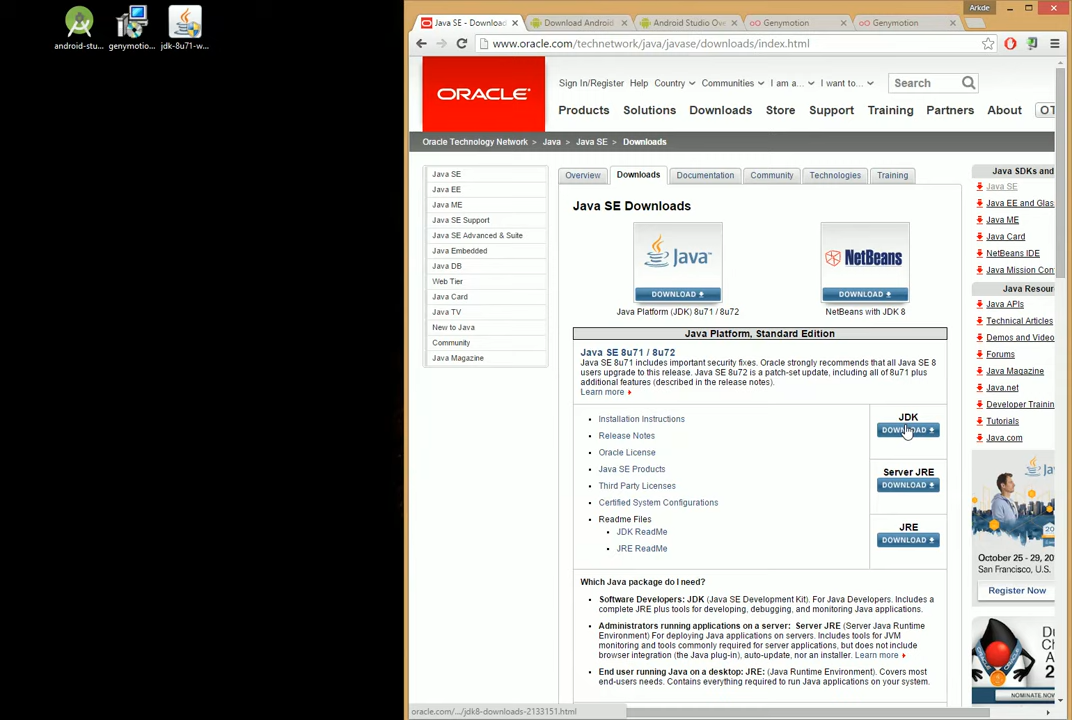 android-stu...
genymotio...
jdk-8u71-w...
Arkde
Java SE - Download
Download Android
Android Studio Ove
Genymotion
Genymotion
www.oracle.com/technetwork/java/javase/downloads/index.html
ORACLE
Sign In/Register Help Country Communities I am a... I want to... Search
Products Solutions Downloads Store Support Training Partners About OT
Oracle Technology Network > Java > Java SE > Downloads
Java SE
Java EE
Java ME
Java SE Support
Java SE Advanced & Suite
Java Embedded
Java DB
Web Tier
Java Card
Java TV
New to Java
Community
Java Magazine
Overview Downloads Documentation Community Technologies Training
Java SE Downloads
Java
DOWNLOAD
Java Platform (JDK) 8u71 / 8u72
NetBeans
DOWNLOAD
NetBeans with JDK 8
Java Platform, Standard Edition
Java SE 8u71 / 8u72
Java SE 8u71 includes important security fixes. Oracle strongly recommends that all Java SE 8
users upgrade to this release. Java SE 8u72 is a patch-set update, including all of 8u71 plus
additional features (described in the release notes).
Learn more
Installation Instructions
Release Notes
Oracle License
Java SE Products
Third Party Licenses
Certified System Configurations
Readme Files
JDK ReadMe
JRE ReadMe
JDK
DOWNLOAD
Server JRE
DOWNLOAD
JRE
DOWNLOAD
Which Java package do I need?
Software Developers: JDK (Java SE Development Kit). For Java Developers. Includes a
complete JRE plus tools for developing, debugging, and monitoring Java applications.
Administrators running applications on a server: Server JRE (Server Java Runtime
Environment) For deploying Java applications on servers. Includes tools for JVM
monitoring and tools commonly required for server applications, but does not include
browser integration (the Java plug-in), auto-update, nor an installer. Learn more
End user running Java on a desktop: JRE: (Java Runtime Environment). Covers most
end-users needs. Contains everything required to run Java applications on your system.
Java SDKs and
Java SE
Java EE and Glas
Java ME
Java Card
NetBeans IDE
Java Mission Con
Java Resour
Java APIs
Technical Articles
Demos and Video
Forums
Java Magazine
Java.net
Developer Trainin
Tutorials
Java.com
Jav
October 25 - 29, 20
San Francisco, U.S.
Register Now
Du
Ch
2
NOMINATE NOW
oracle.com/.../jdk8-downloads-2133151.html